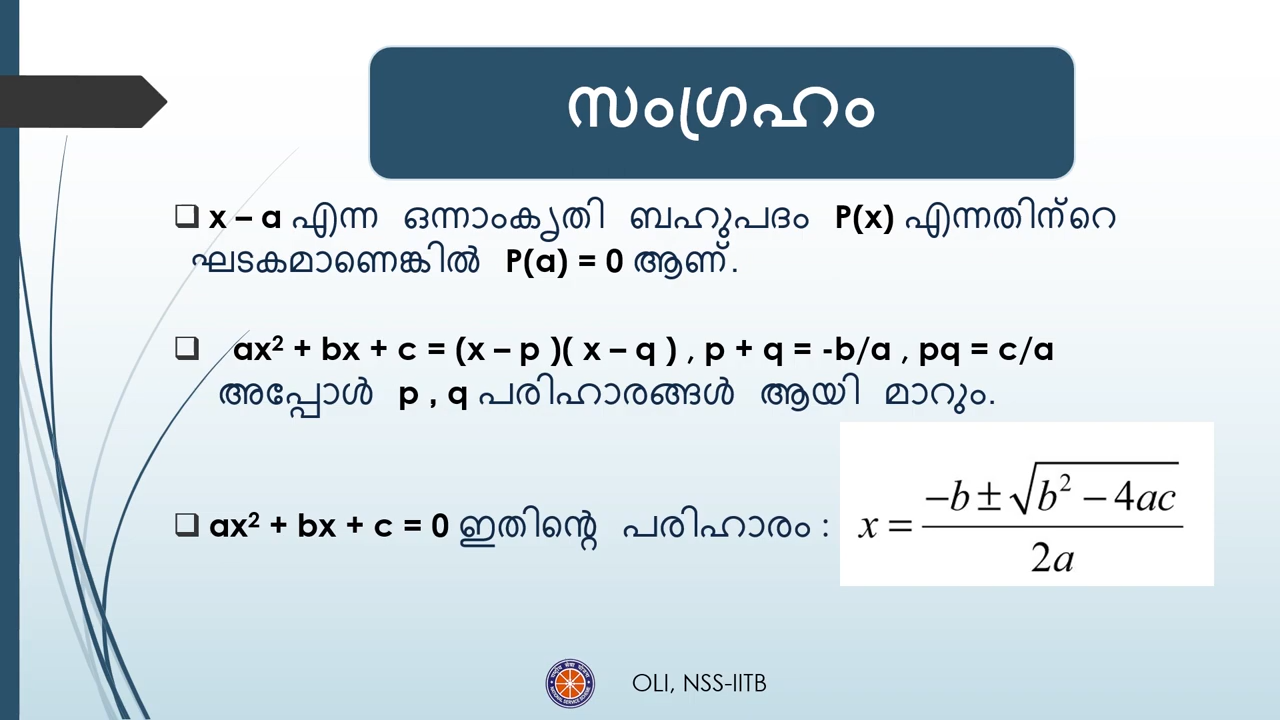 സംഗ്രഹം
❑ x – a എന്ന ഒന്നാംകൃതി ബഹുപദം P(x) എന്നതിന്‌റെ
ഘടകമാണെങ്കിൽ P(a) = 0 ആണ്.
❑ ax² + bx + c = (x – p )( x – q ) , p + q = -b/a , pq = c/a
അപ്പോൾ p , q പരിഹാരങ്ങൾ ആയി മാറും.
❑ ax² + bx + c = 0 ഇതിന്റെ പരിഹാരം : x = (−b ± √(b² − 4ac)) / 2a
OLI, NSS-IITB